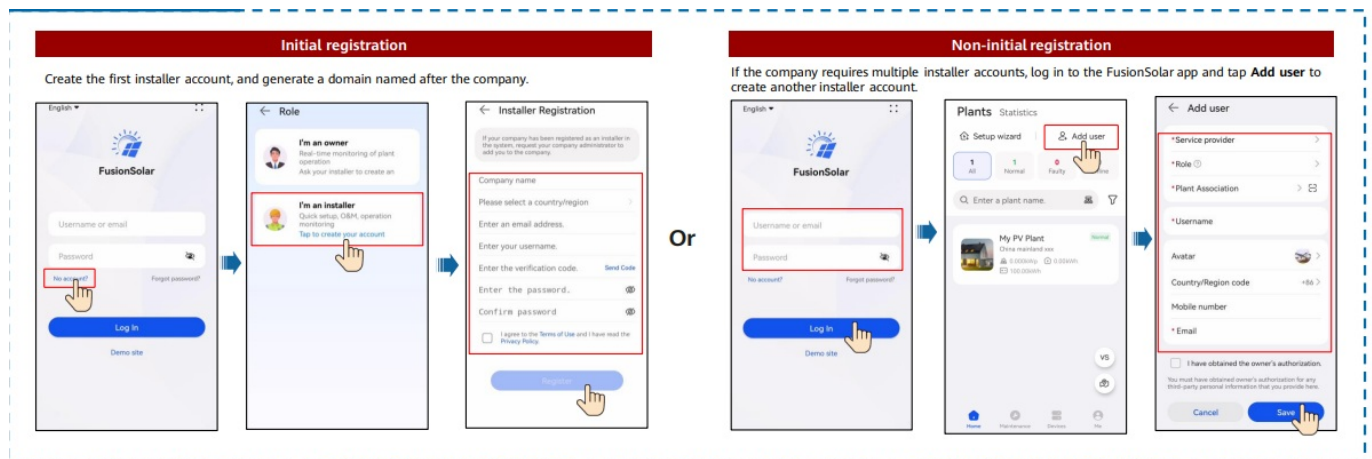 Initial registration
Create the first installer account, and generate a domain named after the company.
English
FusionSolar
Username or email
Password
No account?
Forgot password?
Log In
Demo site
Role
I'm an owner
Real-time monitoring of plant
operation
Ask your installer to create an
I'm an installer
Quick setup, O&M, operation
monitoring
Tap to create your account
Installer Registration
If your company has been registered as an installer in
the system, request your company administrator to
add you to the company.
Company name
Please select a country/region
Enter an email address.
Enter your username.
Enter the verification code. Send Code
Enter the password.
Confirm password
I agree to the Terms of Use and I have read the
Privacy Policy.
Register
Or
Non-initial registration
If the company requires multiple installer accounts, log in to the FusionSolar app and tap Add user to
create another installer account.
English
FusionSolar
Username or email
Password
No account?
Forgot password?
Log In
Demo site
Plants Statistics
Setup wizard
Add user
1 1 0
All Normal Faulty
Enter a plant name.
My PV Plant
Normal
China mainland xxx
0.000kWp
100.00kWh
VS
Home Maintenance Devices Me
Add user
*Service provider
*Role
*Plant Association
*Username
Avatar
Country/Region code +86
Mobile number
* Email
I have obtained the owner's authorization.
You must have obtained owner's authorization for any
third-party personal information that you provide here.
Cancel
Save